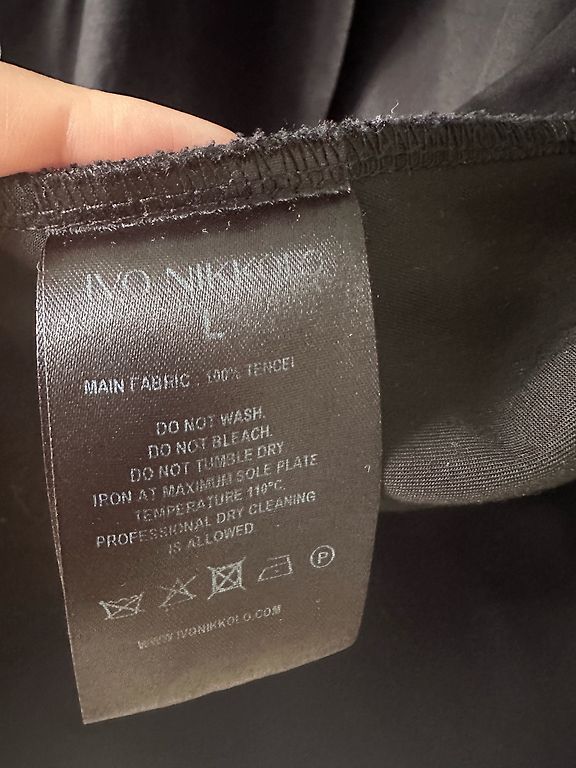 IVO NIKKOLO
L
MAIN FABRIC : 100% TENCEL
DO NOT WASH.
DO NOT BLEACH.
DO NOT TUMBLE DRY
IRON AT MAXIMUM SOLE PLATE
TEMPERATURE 110°C.
PROFESSIONAL DRY CLEANING
IS ALLOWED
P
WWW.IVONIKKOLO.COM